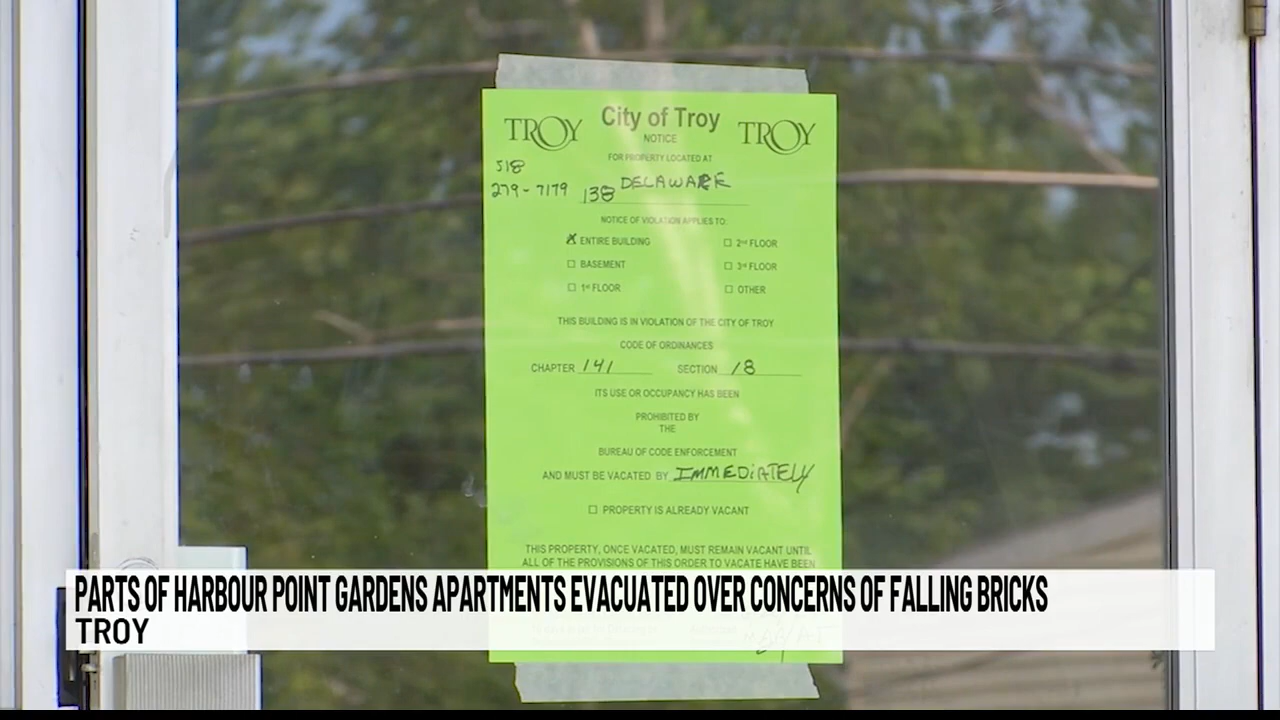 City of Troy
TROY
TROY
NOTICE
FOR PROPERTY LOCATED AT
518
279-7179
138 DELAWARE
NOTICE OF VIOLATION APPLIES TO:
X ENTIRE BUILDING
☐ 2nd FLOOR
☐ BASEMENT
☐ 3rd FLOOR
☐ 1st FLOOR
☐ OTHER
THIS BUILDING IS IN VIOLATION OF THE CITY OF TROY
CODE OF ORDINANCES
CHAPTER 141 SECTION 18
ITS USE OR OCCUPANCY HAS BEEN
PROHIBITED BY
THE
BUREAU OF CODE ENFORCEMENT
AND MUST BE VACATED BY IMMEDIATELY
☐ PROPERTY IS ALREADY VACANT
THIS PROPERTY, ONCE VACATED, MUST REMAIN VACANT UNTIL
ALL OF THE PROVISIONS OF THIS ORDER TO VACATE HAVE BEEN
PARTS OF HARBOUR POINT GARDENS APARTMENTS EVACUATED OVER CONCERNS OF FALLING BRICKS
TROY